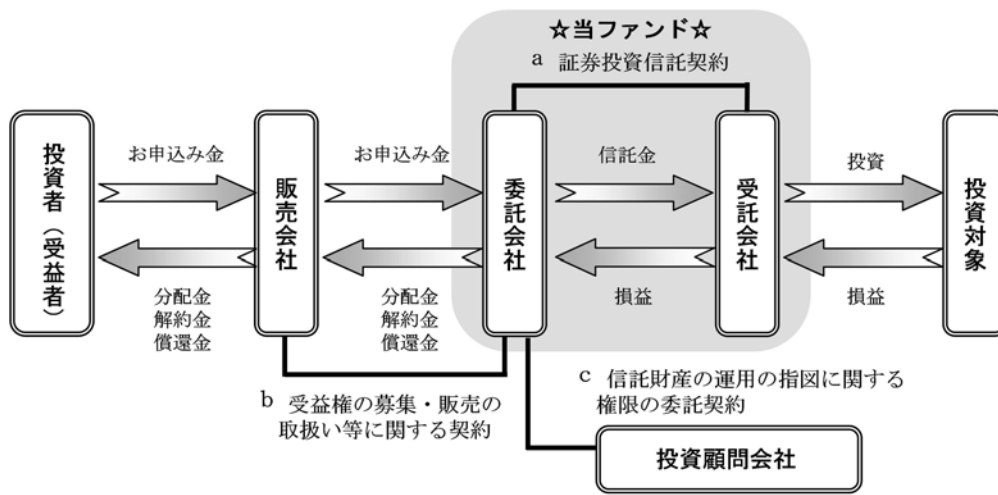 ☆当ファンド☆
a 証券投資信託契約
投資者（受益者）
お申込み金
分配金
解約金
償還金
販売会社
お申込み金
分配金
解約金
償還金
委託会社
信託金
損益
受託会社
投資
損益
投資対象
b 受益権の募集・販売の
取扱い等に関する契約
c 信託財産の運用の指図に関する
権限の委託契約
投資顧問会社